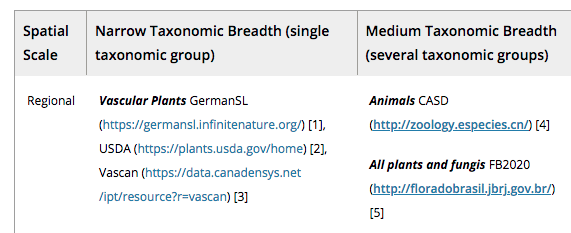 Spatial Scale
Narrow Taxonomic Breadth (single taxonomic group)
Medium Taxonomic Breadth (several taxonomic groups)
Regional
Vascular Plants GermanSL
(https://germansl.infinitenature.org/) [1],
USDA (https://plants.usda.gov/home) [2],
Vascan (https://data.canadensys.net
/ipt/resource?r=vascan) [3]
Animals CASD
(http://zoology.especies.cn/) [4]
All plants and fungis FB2020
(http://floradobrasil.jbrj.gov.br/)
[5]